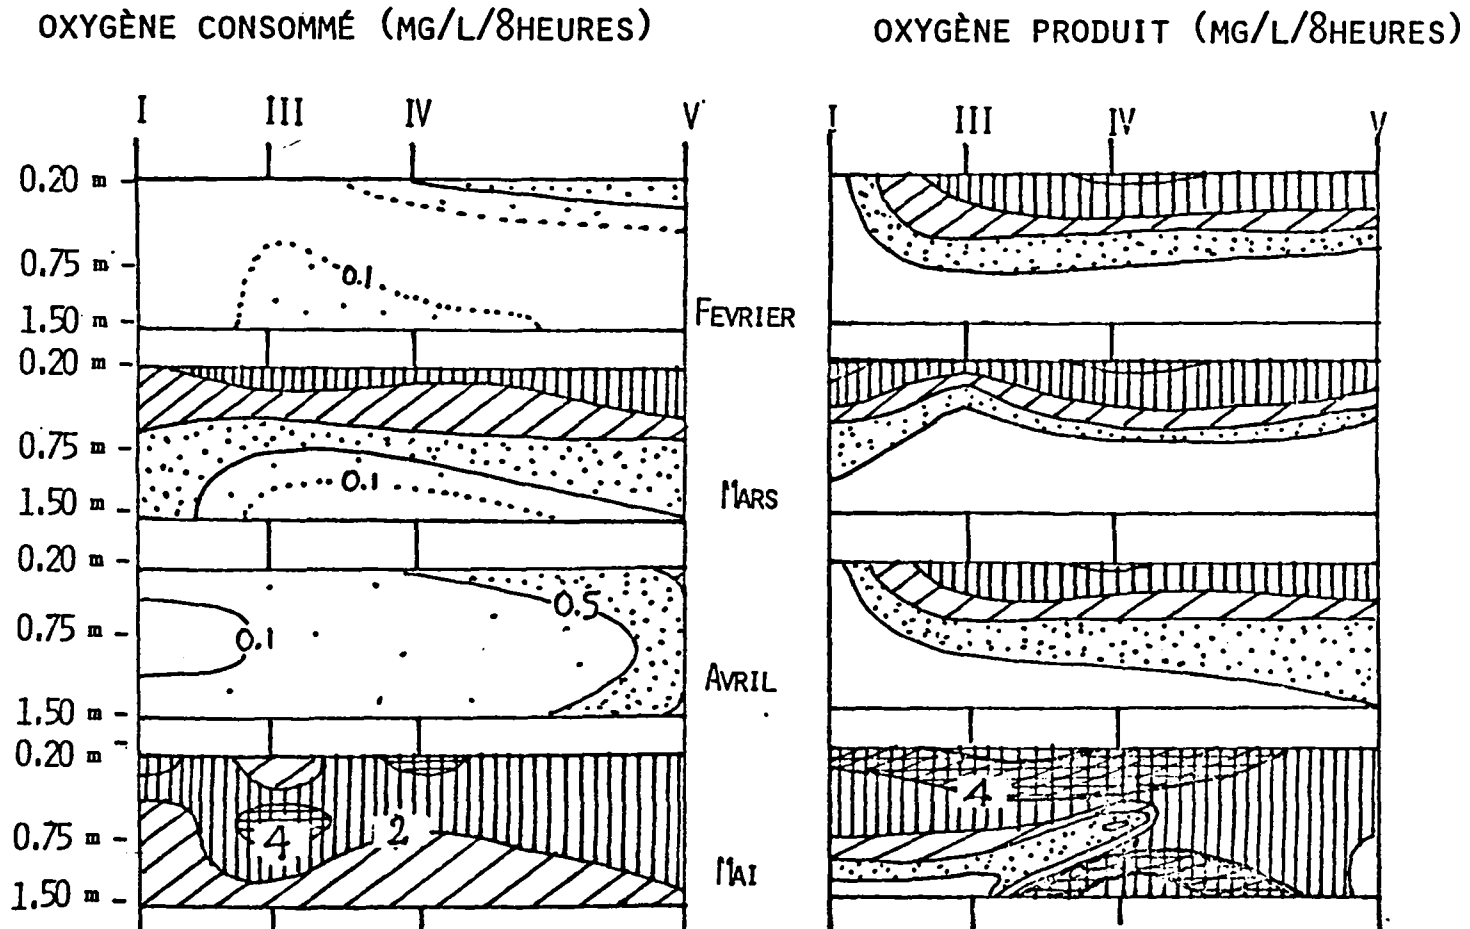 OXYGÈNE CONSOMMÉ (MG/L/8HEURES)
OXYGÈNE PRODUIT (MG/L/8HEURES)
I III IV V
I III IV V
0.20 m
0.75 m
0.1
1.50 m
FEVRIER
0.20 m
0.75 m
0.1
1.50 m
MARS
0.20 m
0.5
0.75 m
0.1
AVRIL
1.50 m
0.20 m
4
2
4
0.75 m
MAI
1.50 m